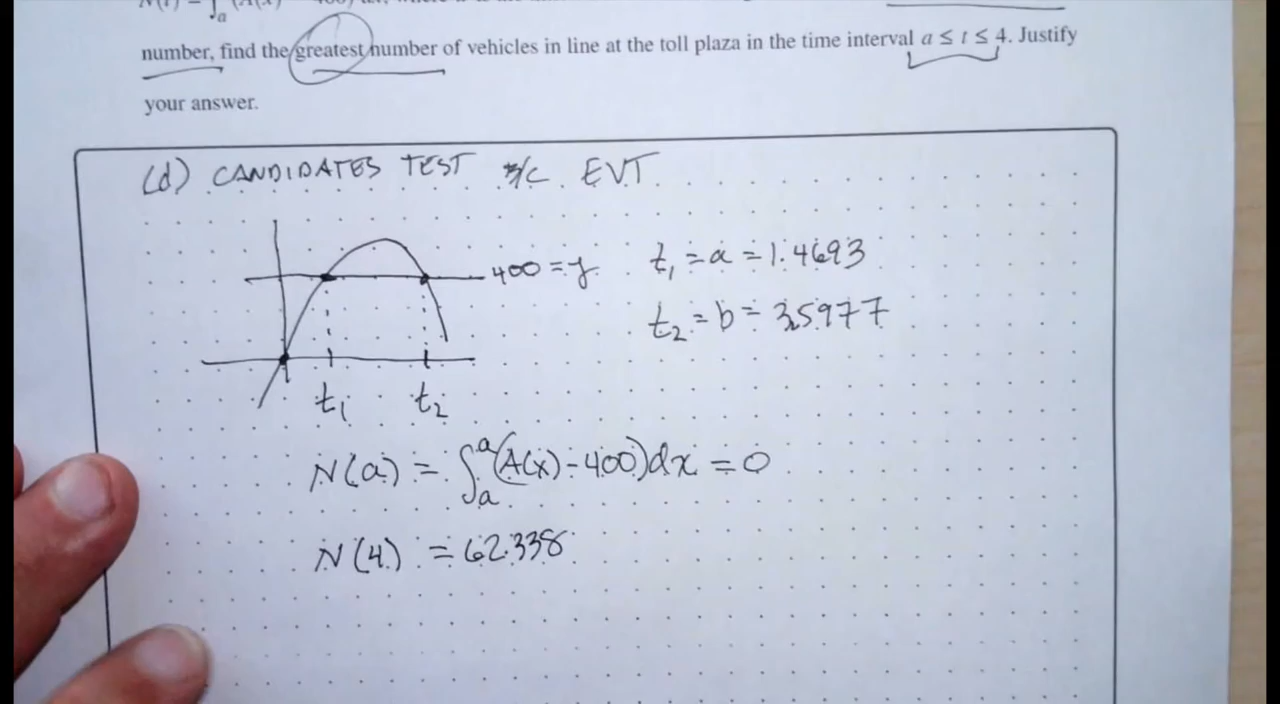 N(t) = ∫ₐ (A(x)
number, find the greatest number of vehicles in line at the toll plaza in the time interval a ≤ t ≤ 4. Justify
your answer.
(d) CANDIDATES TEST B/C EVT
400 = y
t₁ = a = 1.4693
t₂ = b = 3.5977
t₁ t₂
N(a) = ∫ₐᵃ (A(x) - 400) dx = 0
N(4) = 62.338